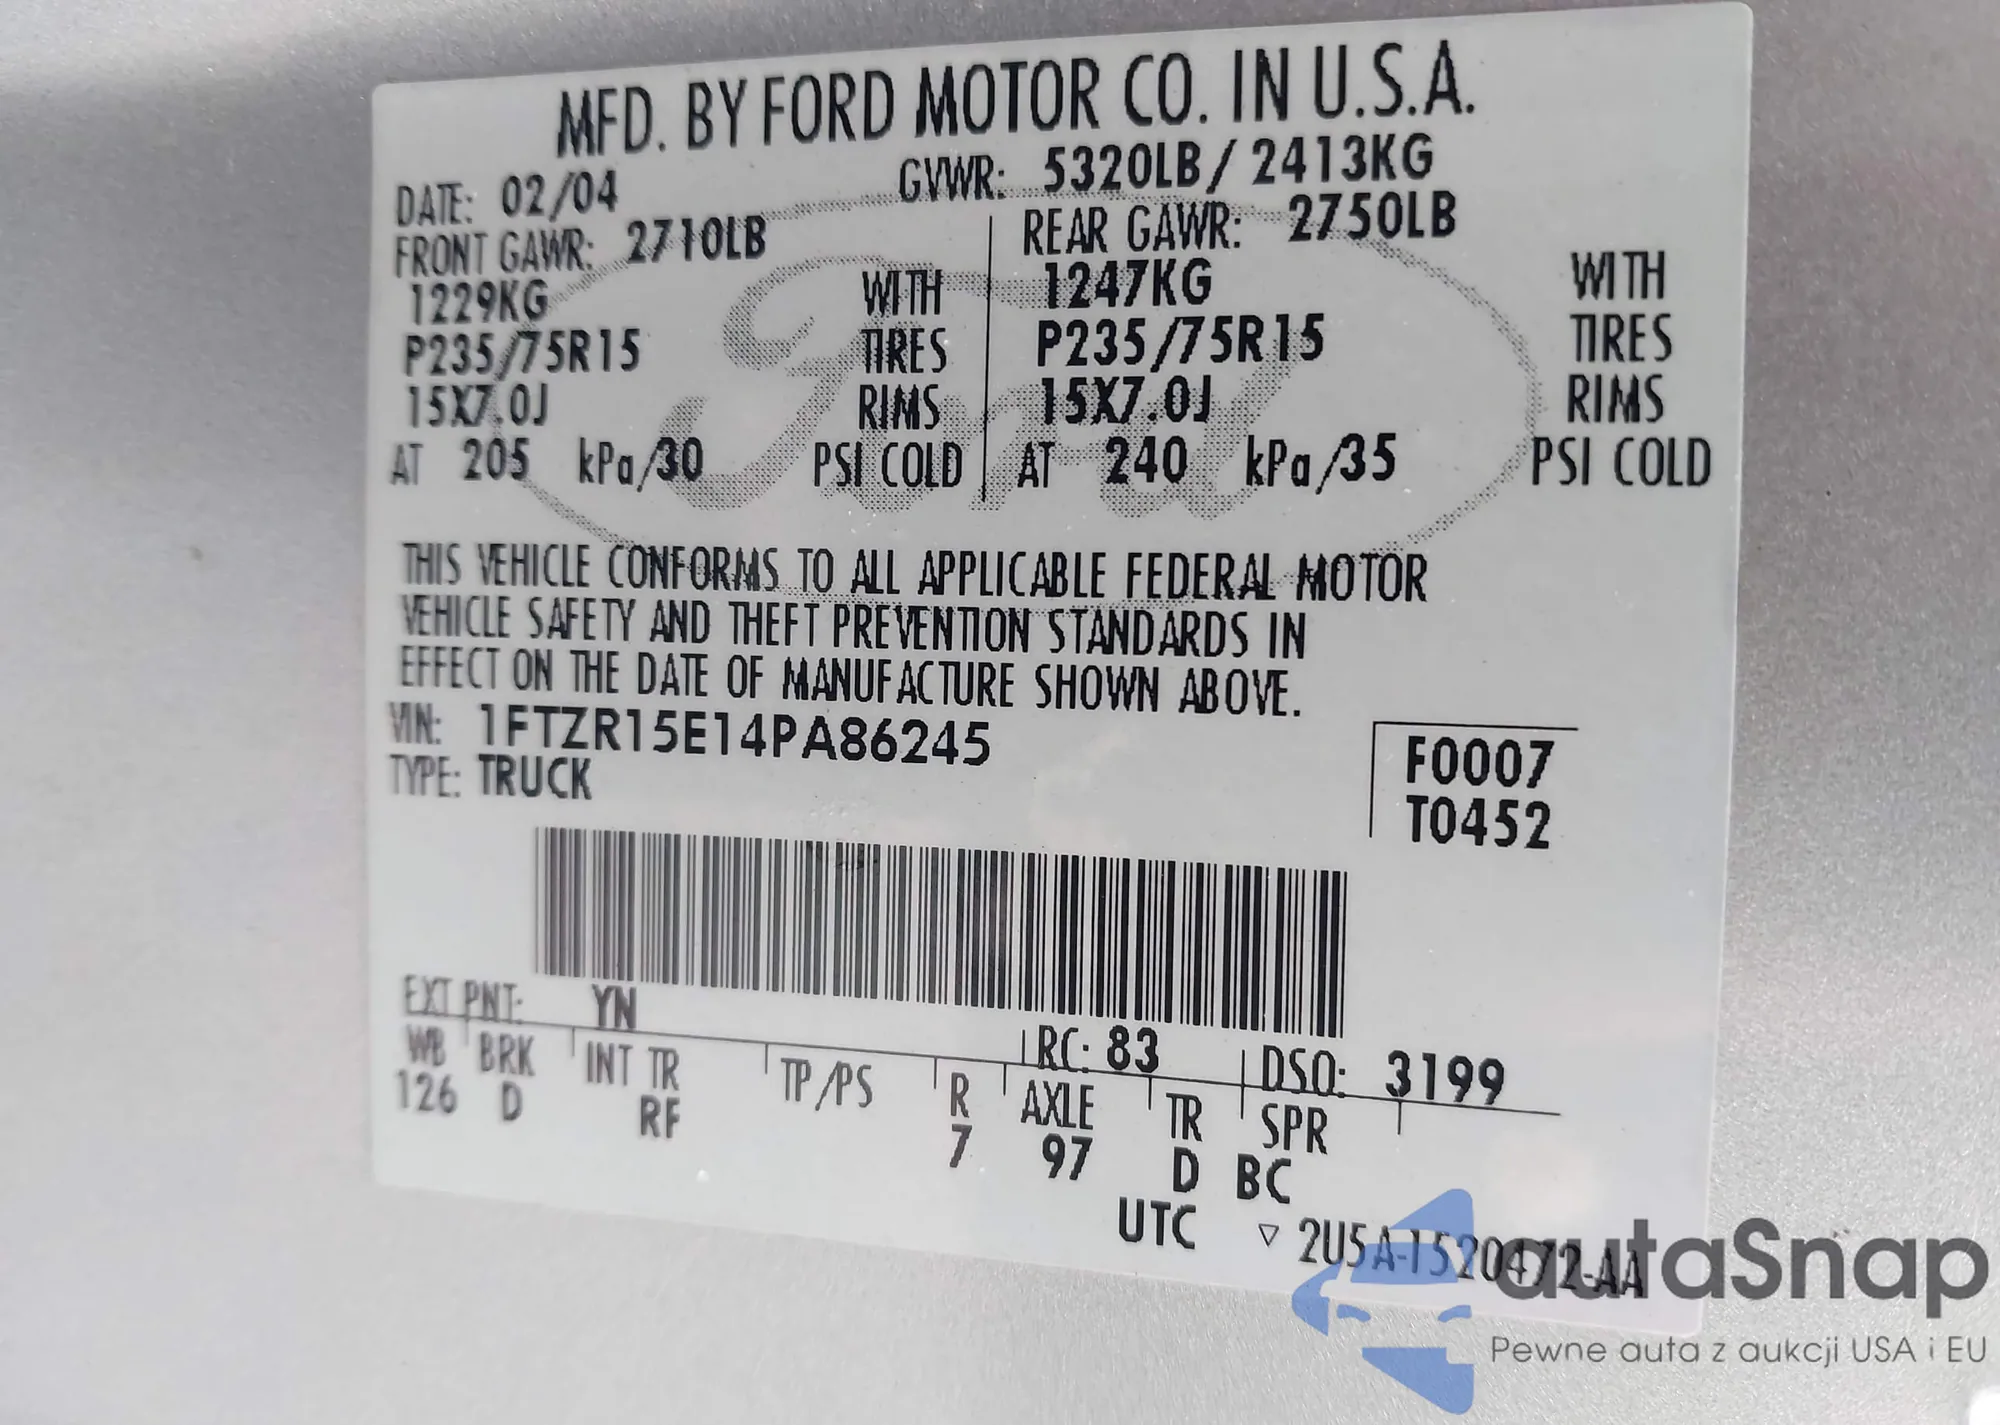 MFD. BY FORD MOTOR CO. IN U.S.A.
DATE: 02/04 GVWR: 5320LB/ 2413KG
FRONT GAWR: 2710LB REAR GAWR: 2750LB
1229KG WITH 1247KG WITH
P235/75R15 TIRES P235/75R15 TIRES
15X7.0J RIMS 15X7.0J RIMS
AT 205 kPa/30 PSI COLD AT 240 kPa/35 PSI COLD
Ford
THIS VEHICLE CONFORMS TO ALL APPLICABLE FEDERAL MOTOR
VEHICLE SAFETY AND THEFT PREVENTION STANDARDS IN
EFFECT ON THE DATE OF MANUFACTURE SHOWN ABOVE.
VIN: 1FTZR15E14PA86245
TYPE: TRUCK
F0007
T0452
EXT PNT: YN RC: 83 DSO: 3199
WB BRK INT TR TP/PS R AXLE TR SPR
126 D RF 7 97 D BC
UTC ▽ 2U5A-1520472-AA
autaSnap
Pewne auta z aukcji USA i EU